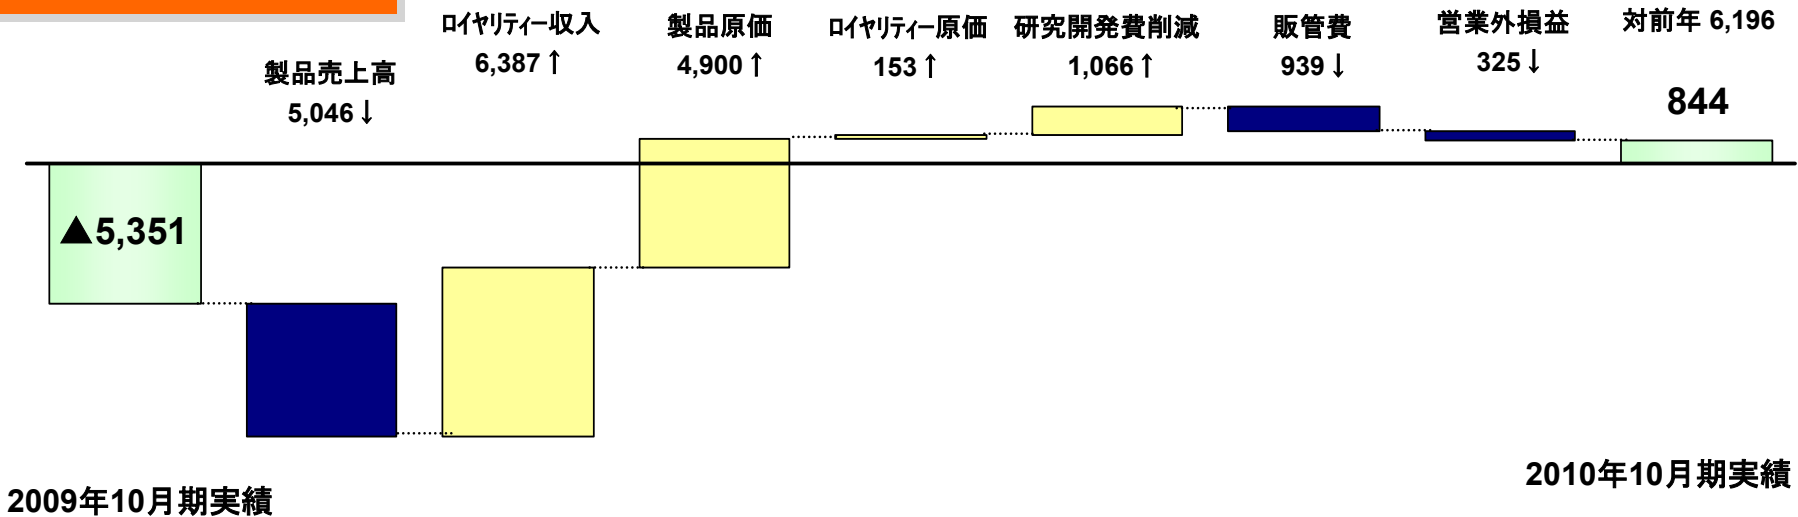 製品売上高
5,046↓
ロイヤリティー収入
6,387↑
製品原価
4,900↑
ロイヤリティー原価
153↑
研究開発費削減
1,066↑
販管費
939↓
営業外損益
325↓
対前年 6,196
844
▲5,351
2009年10月期実績
2010年10月期実績